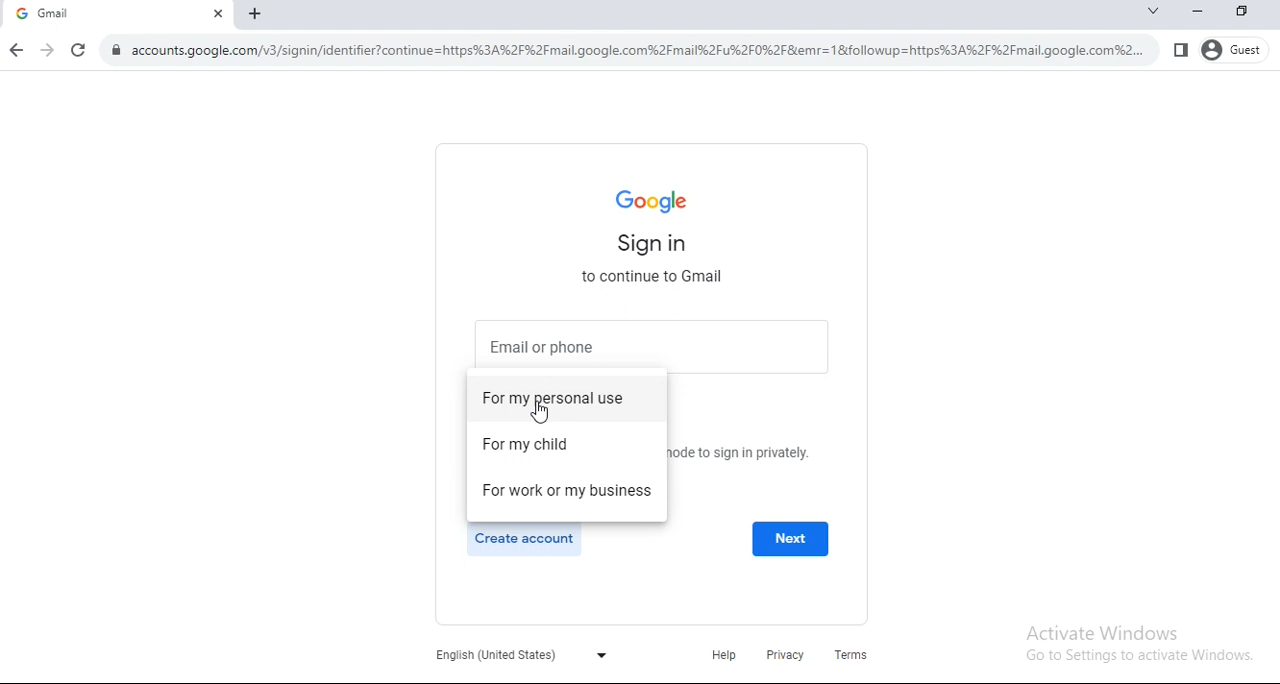 Gmail
accounts.google.com/v3/signin/identifier?continue=https%3A%2F%2Fmail.google.com%2Fmail%2Fu%2F0%2F&emr=1&followup=https%3A%2F%2Fmail.google.com%2...
Guest
Google
Sign in
to continue to Gmail
Email or phone
For my personal use
For my child
node to sign in privately.
For work or my business
Create account
Next
English (United States)
Help
Privacy
Terms
Activate Windows
Go to Settings to activate Windows.